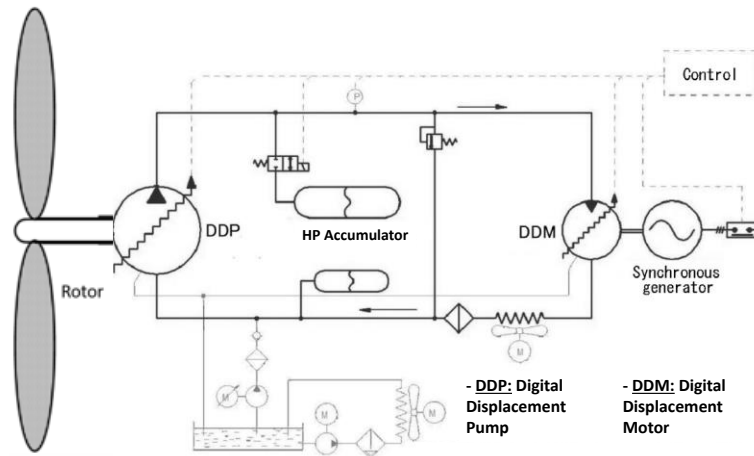 Control
P
DDP
HP Accumulator
DDM
Synchronous
generator
Rotor
M
M
M
M
M
- DDP: Digital
Displacement
Pump
- DDM: Digital
Displacement
Motor